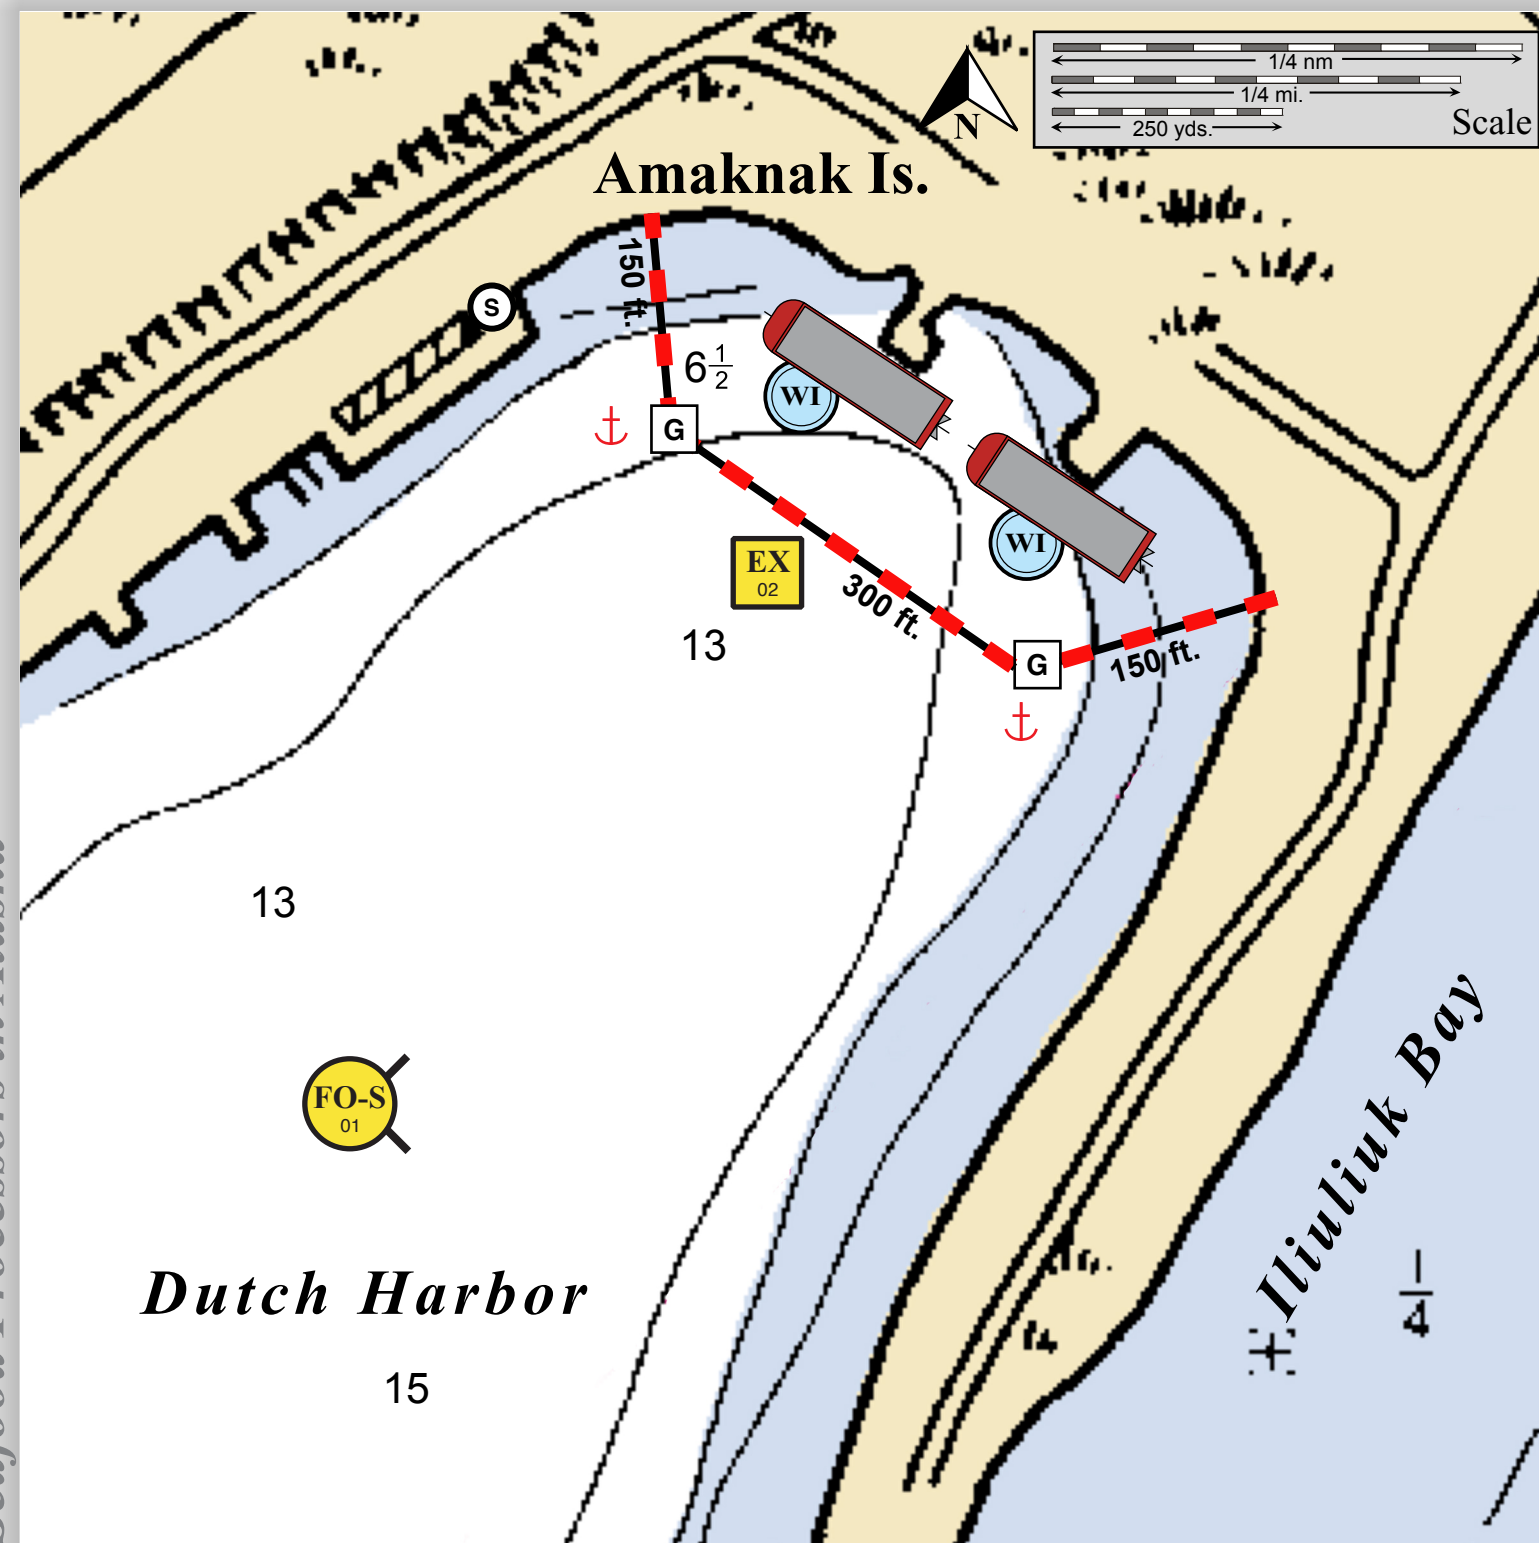 1/4 nm
1/4 mi.
250 yds.
Scale
N
Amaknak Is.
150 ft.
S
6 1/2
WI
G
WI
EX
02
300 ft.
13
G
150 ft.
13
Iliuliuk Bay
FO-S
01
1/4
Dutch Harbor
15